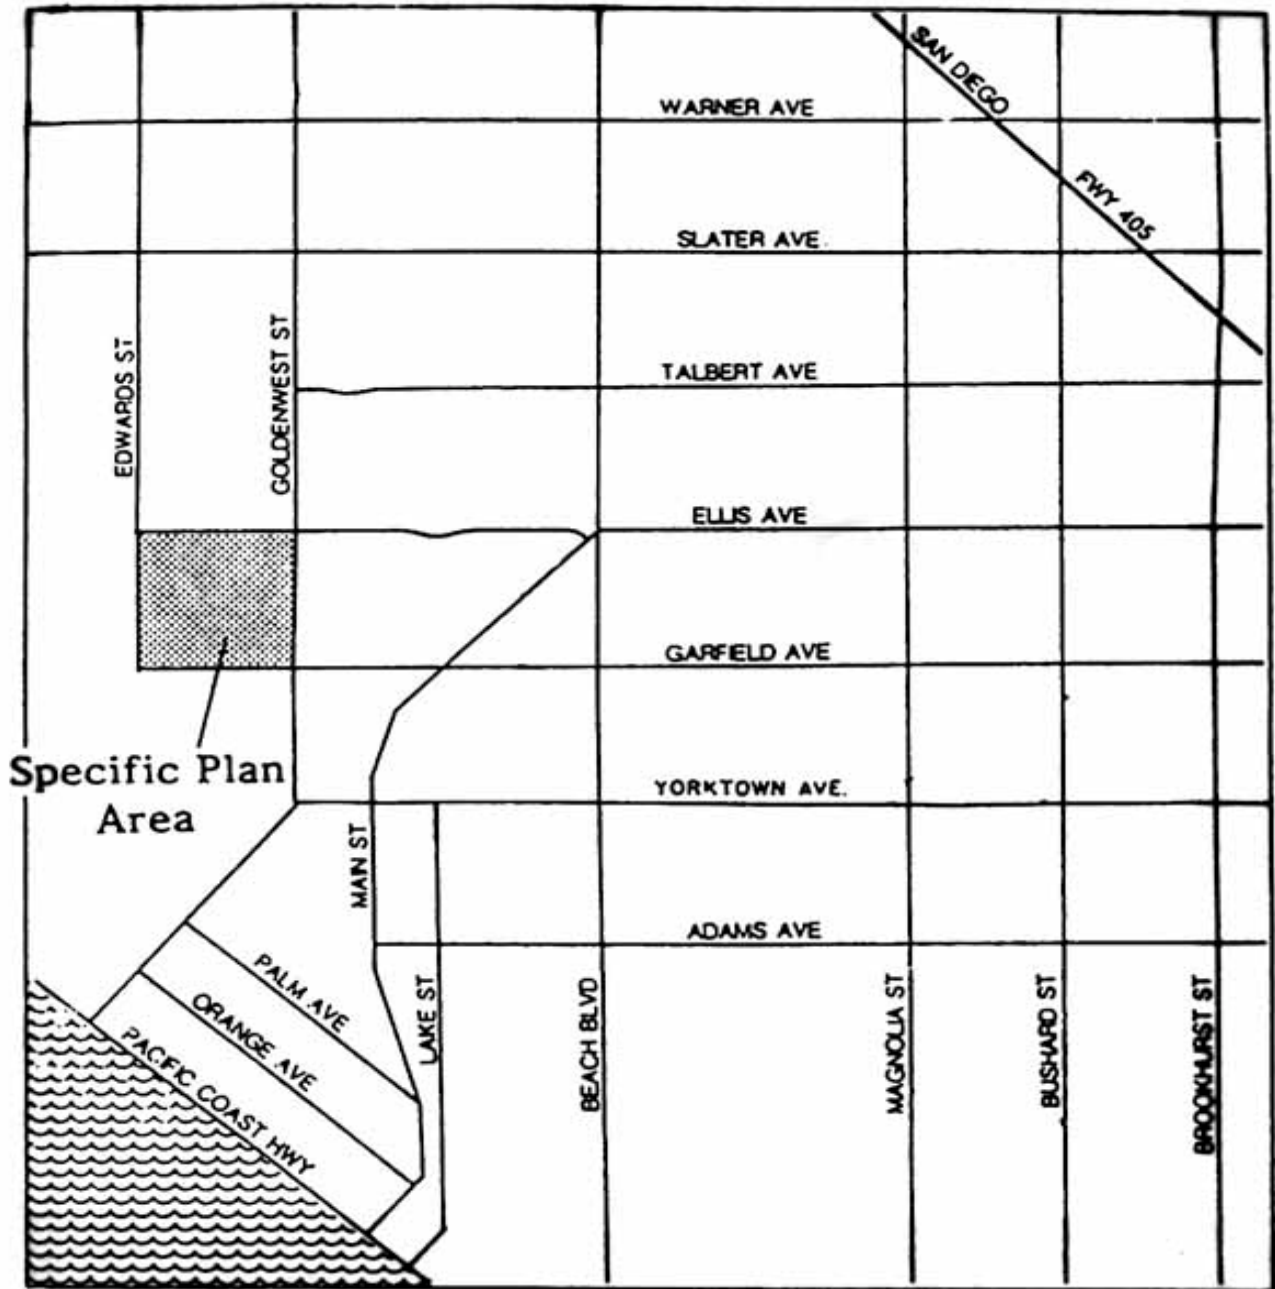 SAN DIEGO
FWY 405
WARNER AVE
SLATER AVE.
EDWARDS ST
GOLDENWEST ST
TALBERT AVE
ELLIS AVE
GARFIELD AVE
Specific Plan
Area
YORKTOWN AVE.
MAIN ST
ADAMS AVE
PALM AVE
ORANGE AVE
PACIFIC COAST HWY
LAKE ST
BEACH BLVD
MAGNOLIA ST
BUSHARD ST
BROOKHURST ST